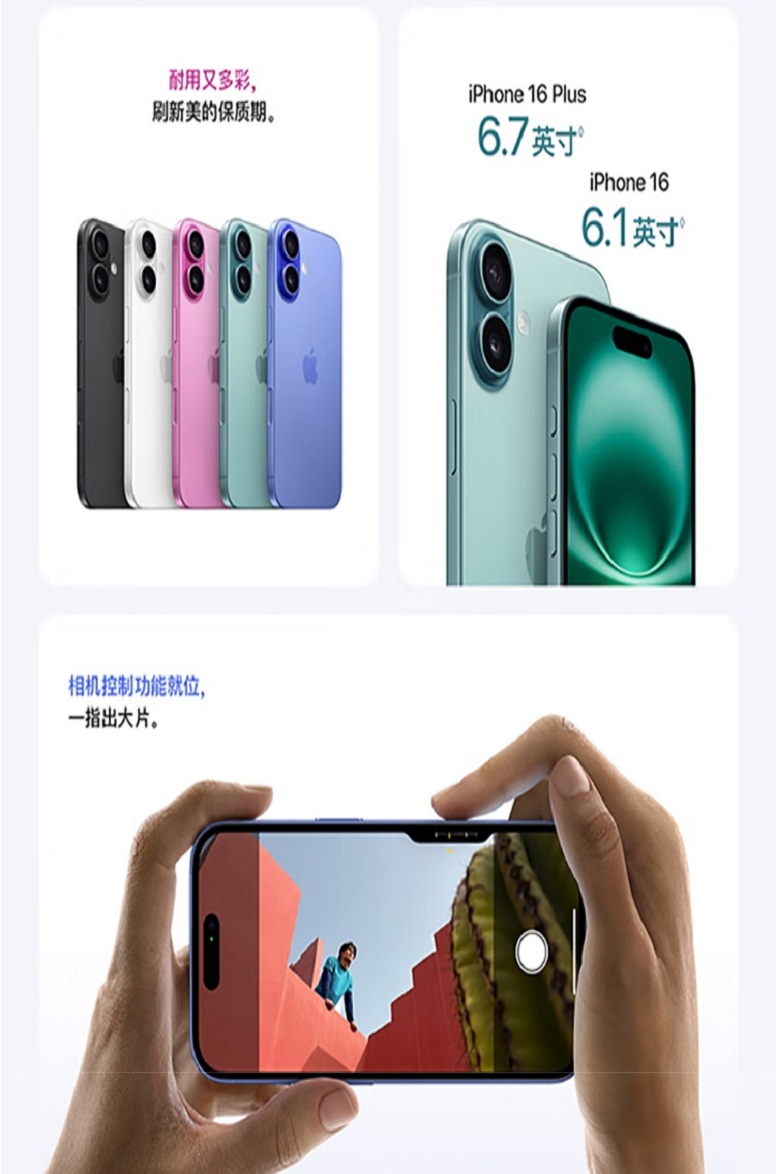 耐用又多彩，
刷新美的保质期。
iPhone 16 Plus
6.7英寸◊
iPhone 16
6.1英寸◊
相机控制功能就位，
一指出大片。